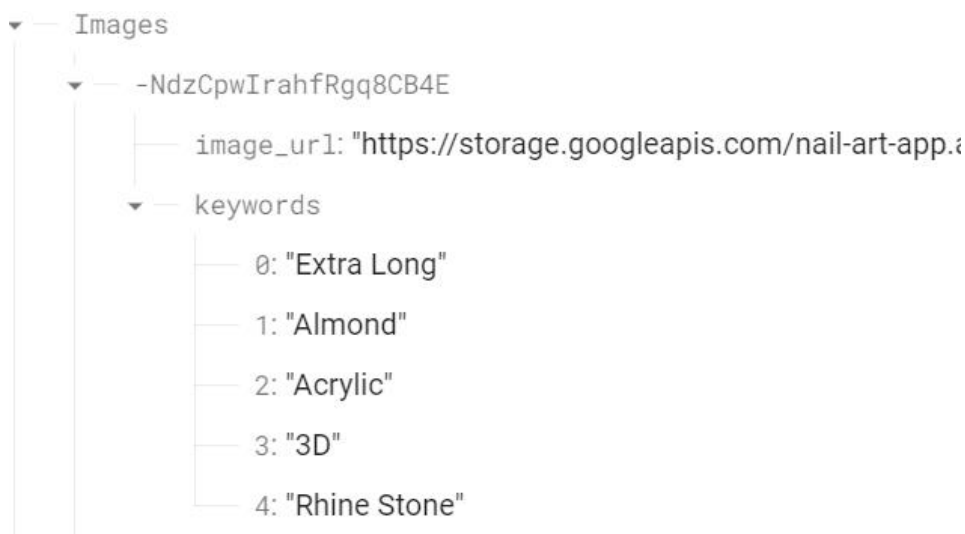 Images
-NdzCpwIrahfRgq8CB4E
image_url: "https://storage.googleapis.com/nail-art-app.a
keywords
0: "Extra Long"
1: "Almond"
2: "Acrylic"
3: "3D"
4: "Rhine Stone"